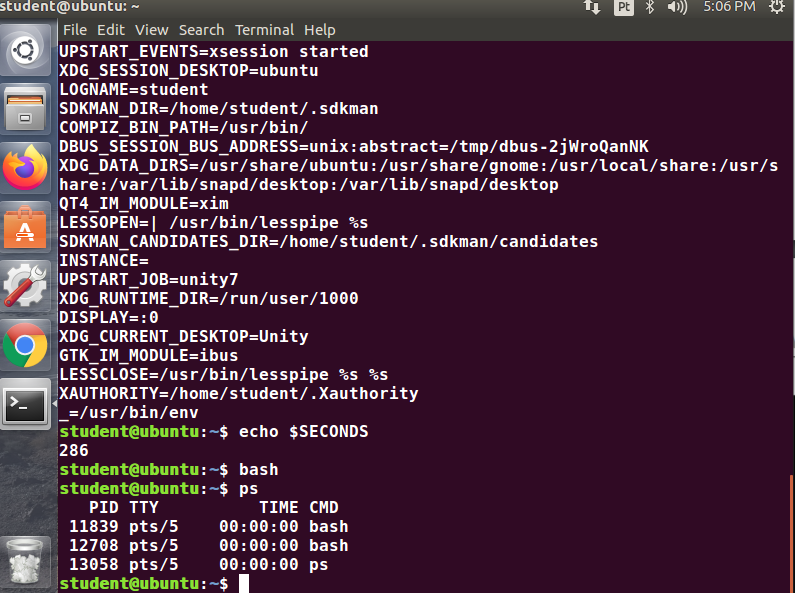 student@ubuntu: ~
Pt
5:06 PM
File Edit View Search Terminal Help
UPSTART_EVENTS=xsession started
XDG_SESSION_DESKTOP=ubuntu
LOGNAME=student
SDKMAN_DIR=/home/student/.sdkman
COMPIZ_BIN_PATH=/usr/bin/
DBUS_SESSION_BUS_ADDRESS=unix:abstract=/tmp/dbus-2jWroQanNK
XDG_DATA_DIRS=/usr/share/ubuntu:/usr/share/gnome:/usr/local/share:/usr/s
hare:/var/lib/snapd/desktop:/var/lib/snapd/desktop
QT4_IM_MODULE=xim
LESSOPEN=| /usr/bin/lesspipe %s
SDKMAN_CANDIDATES_DIR=/home/student/.sdkman/candidates
INSTANCE=
UPSTART_JOB=unity7
XDG_RUNTIME_DIR=/run/user/1000
DISPLAY=:0
XDG_CURRENT_DESKTOP=Unity
GTK_IM_MODULE=ibus
LESSCLOSE=/usr/bin/lesspipe %s %s
XAUTHORITY=/home/student/.Xauthority
_=/usr/bin/env
student@ubuntu:~$ echo $SECONDS
286
student@ubuntu:~$ bash
student@ubuntu:~$ ps
   PID TTY          TIME CMD
 11839 pts/5    00:00:00 bash
 12708 pts/5    00:00:00 bash
 13058 pts/5    00:00:00 ps
student@ubuntu:~$